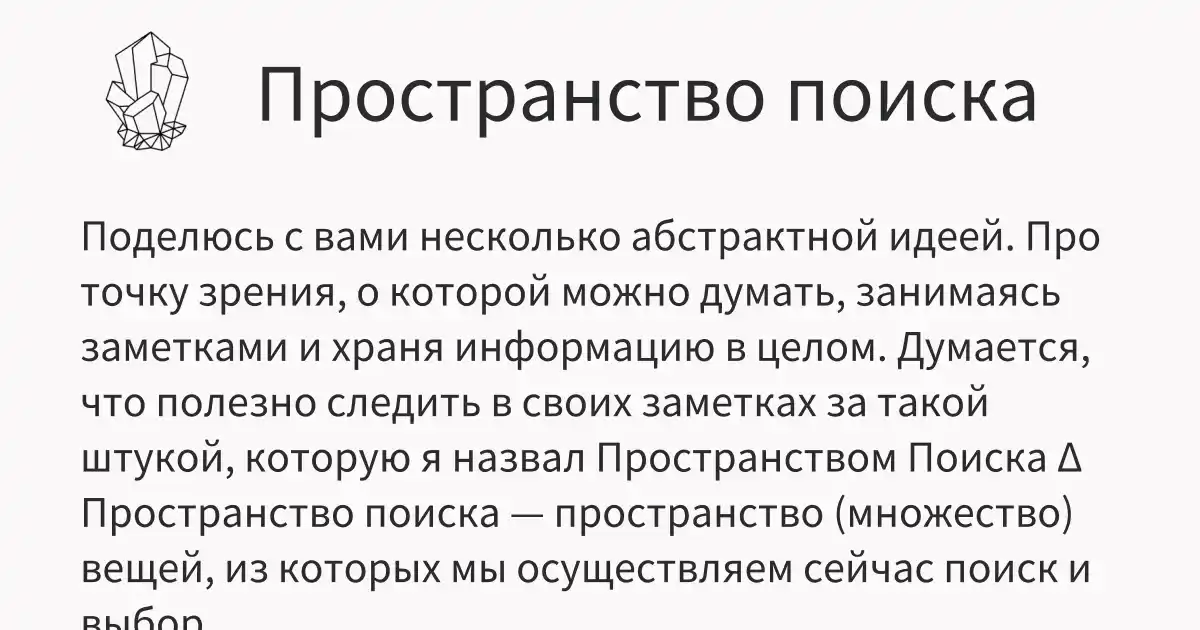 Пространство поиска
Поделюсь с вами несколько абстрактной идеей. Про
точку зрения, о которой можно думать, занимаясь
заметками и храня информацию в целом. Думается,
что полезно следить в своих заметках за такой
штукой, которую я назвал Пространством Поиска Δ
Пространство поиска — пространство (множество)
вещей, из которых мы осуществляем сейчас поиск и
выбор